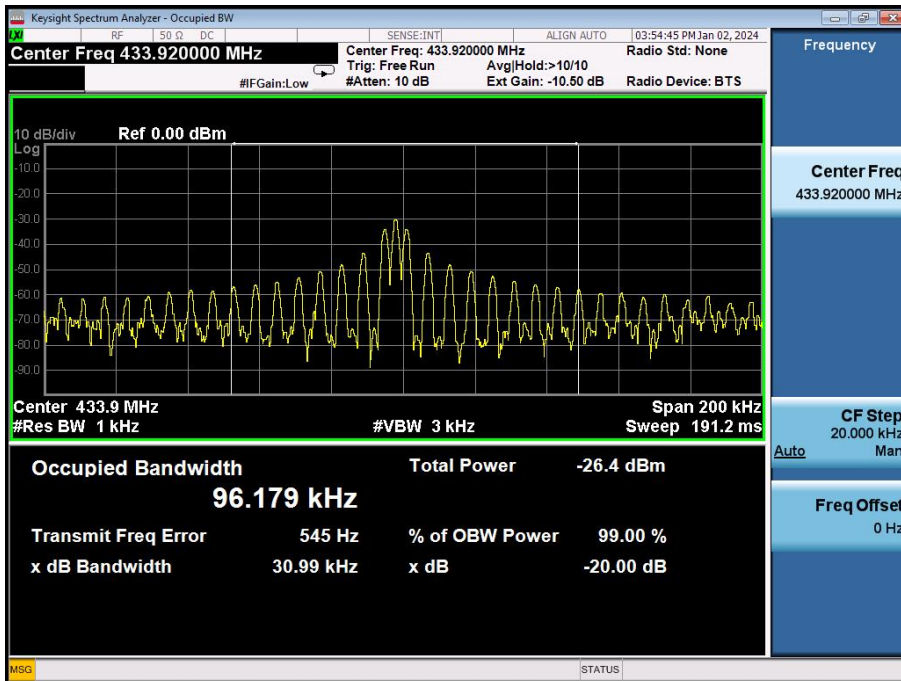 Keysight Spectrum Analyzer - Occupied BW
LXI
RF 50 Ω DC SENSE:INT ALIGN AUTO 03:54:45 PM Jan 02, 2024
Center Freq 433.920000 MHz
Center Freq: 433.920000 MHz Radio Std: None
Trig: Free Run Avg|Hold:>10/10
#IFGain:Low #Atten: 10 dB Ext Gain: -10.50 dB Radio Device: BTS
10 dB/div Ref 0.00 dBm
Log
-10.0
-20.0
-30.0
-40.0
-50.0
-60.0
-70.0
-80.0
-90.0
Center 433.9 MHz Span 200 kHz
#Res BW 1 kHz #VBW 3 kHz Sweep 191.2 ms
Occupied Bandwidth Total Power -26.4 dBm
96.179 kHz
Transmit Freq Error 545 Hz % of OBW Power 99.00 %
x dB Bandwidth 30.99 kHz x dB -20.00 dB
MSG STATUS
Frequency
Center Freq
433.920000 MHz
CF Step
20.000 kHz
Auto Man
Freq Offset
0 Hz